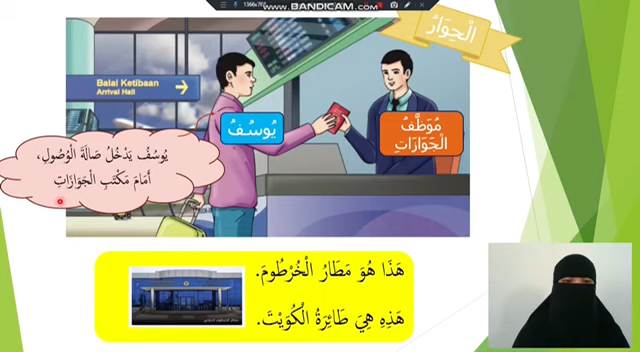 1366x768
WWW.BANDICAM.COM
الْحِوَارُ
Balai Ketibaan
Arrival Hall
يُوسُفُ
مُوَظَّفُ
الْجَوَازَاتِ
يُوسُفُ يَدْخُلُ صَالَةَ الْوُصُولِ،
أَمَامَ مَكْتَبِ الْجَوَازَاتِ
هَذَا هُوَ مَطَارُ الْخُرْطُومَ.
هَذِهِ هِيَ طَائِرَةُ الْكُوَيْتَ.